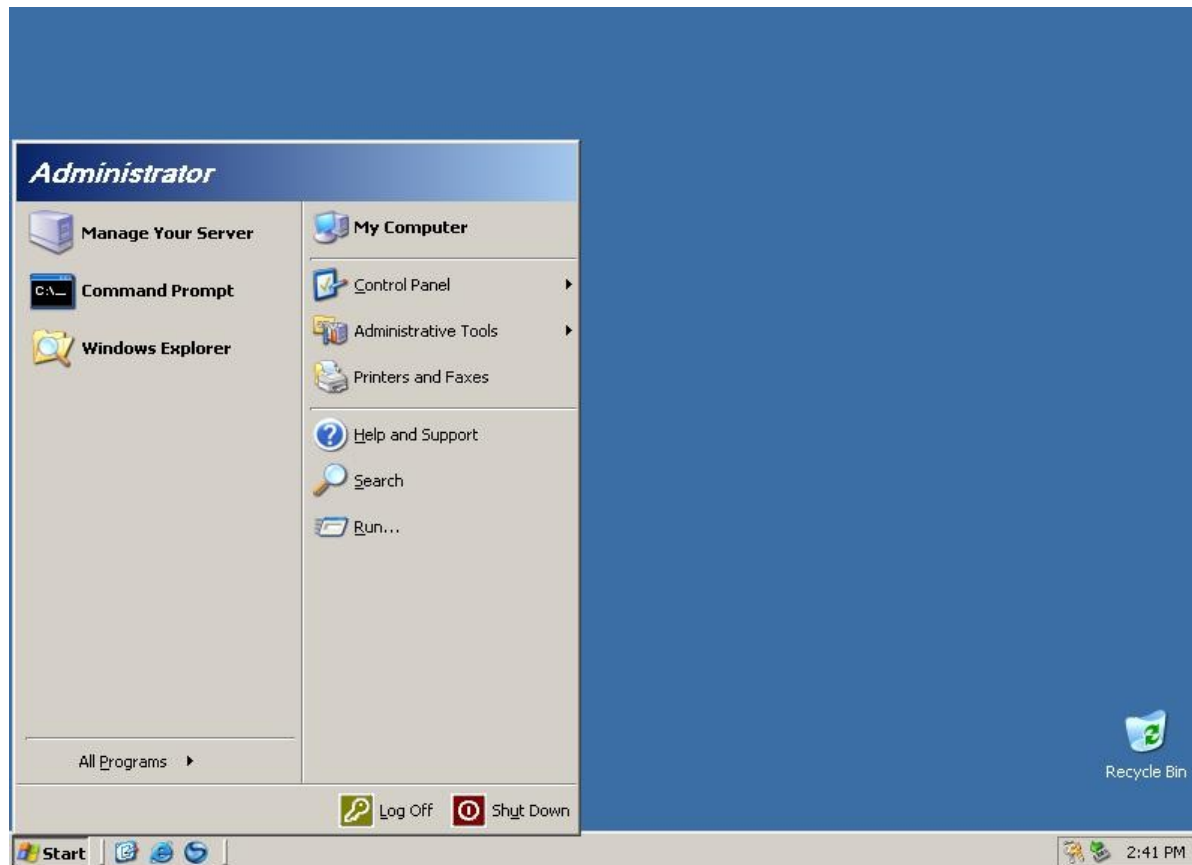 Administrator
Manage Your Server
Command Prompt
Windows Explorer
All Programs
My Computer
Control Panel
Administrative Tools
Printers and Faxes
Help and Support
Search
Run...
Log Off
Shut Down
Recycle Bin
Start
2:41 PM
C:\_